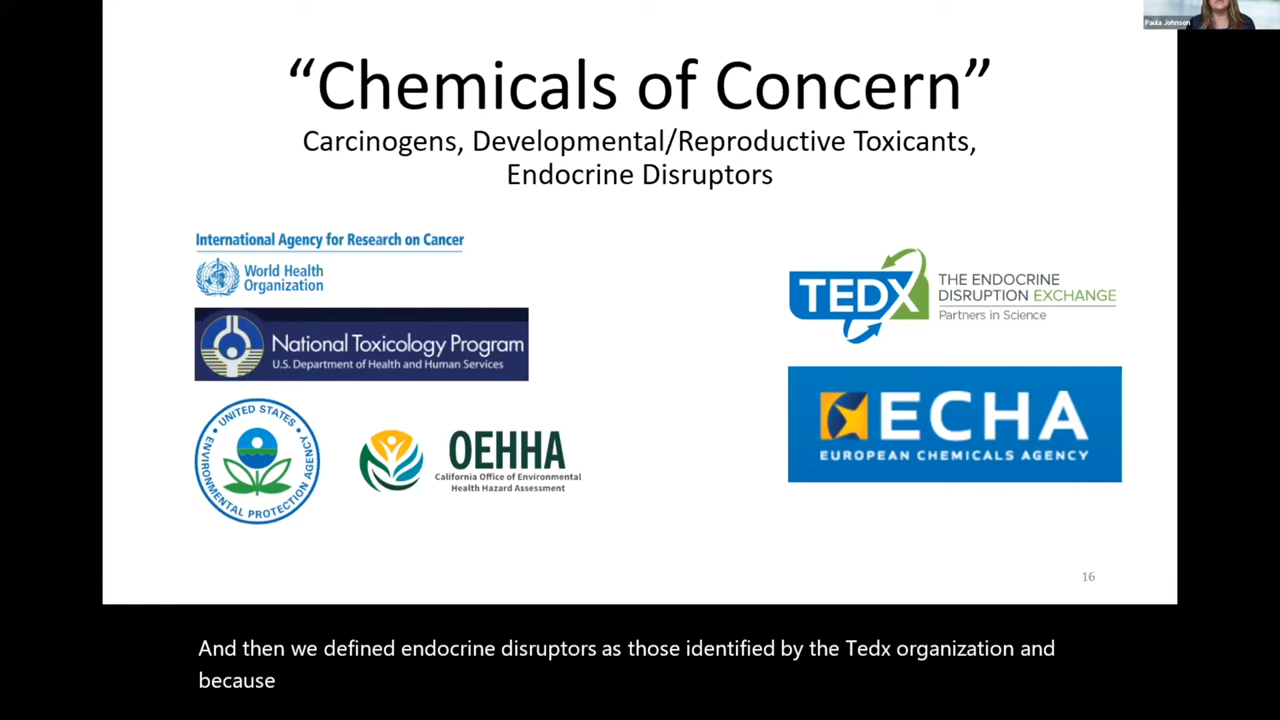 Paula Johnson
“Chemicals of Concern”
Carcinogens, Developmental/Reproductive Toxicants,
Endocrine Disruptors
International Agency for Research on Cancer
World Health
Organization
National Toxicology Program
U.S. Department of Health and Human Services
UNITED STATES
ENVIRONMENTAL PROTECTION AGENCY
OEHHA
California Office of Environmental
Health Hazard Assessment
TEDX
THE ENDOCRINE
DISRUPTION EXCHANGE
Partners in Science
ECHA
EUROPEAN CHEMICALS AGENCY
16
And then we defined endocrine disruptors as those identified by the Tedx organization and
because